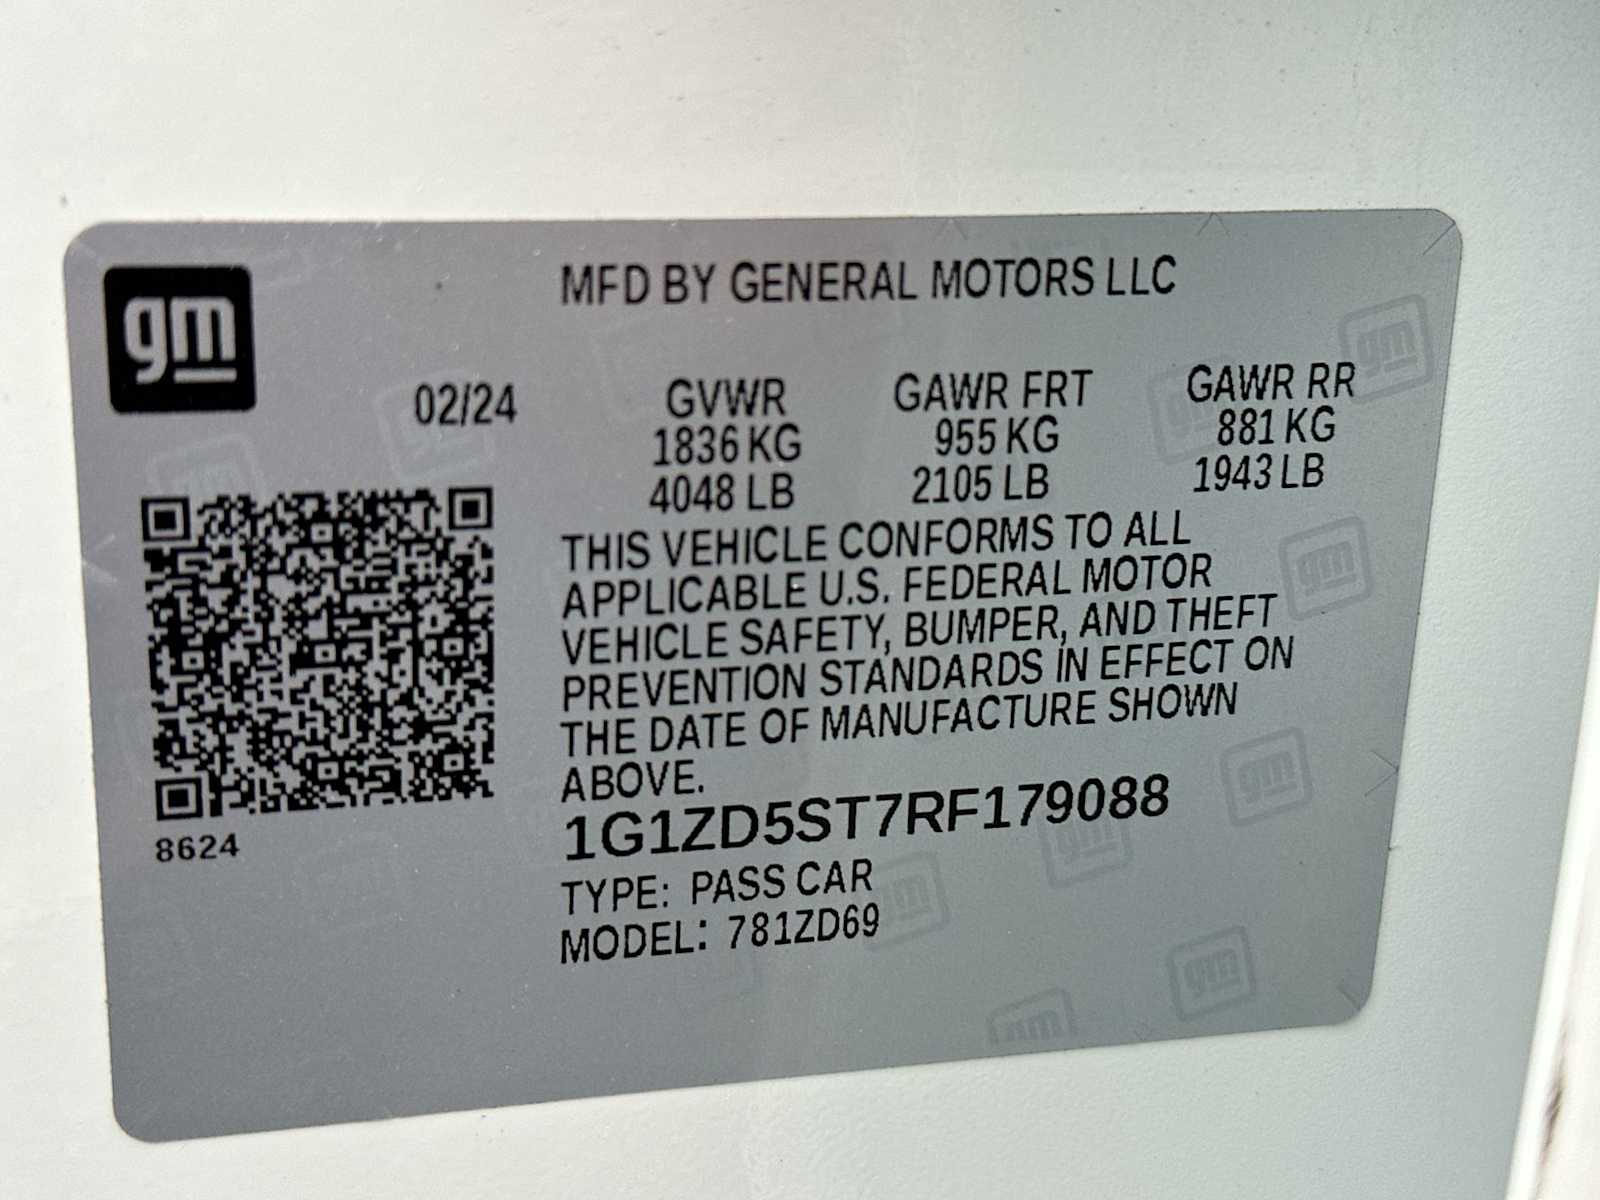 gm
MFD BY GENERAL MOTORS LLC
02/24
GVWR GAWR FRT GAWR RR
1836 KG 955 KG 881 KG
4048 LB 2105 LB 1943 LB
THIS VEHICLE CONFORMS TO ALL
APPLICABLE U.S. FEDERAL MOTOR
VEHICLE SAFETY, BUMPER, AND THEFT
PREVENTION STANDARDS IN EFFECT ON
THE DATE OF MANUFACTURE SHOWN
ABOVE.
1G1ZD5ST7RF179088
8624
TYPE: PASS CAR
MODEL: 781ZD69